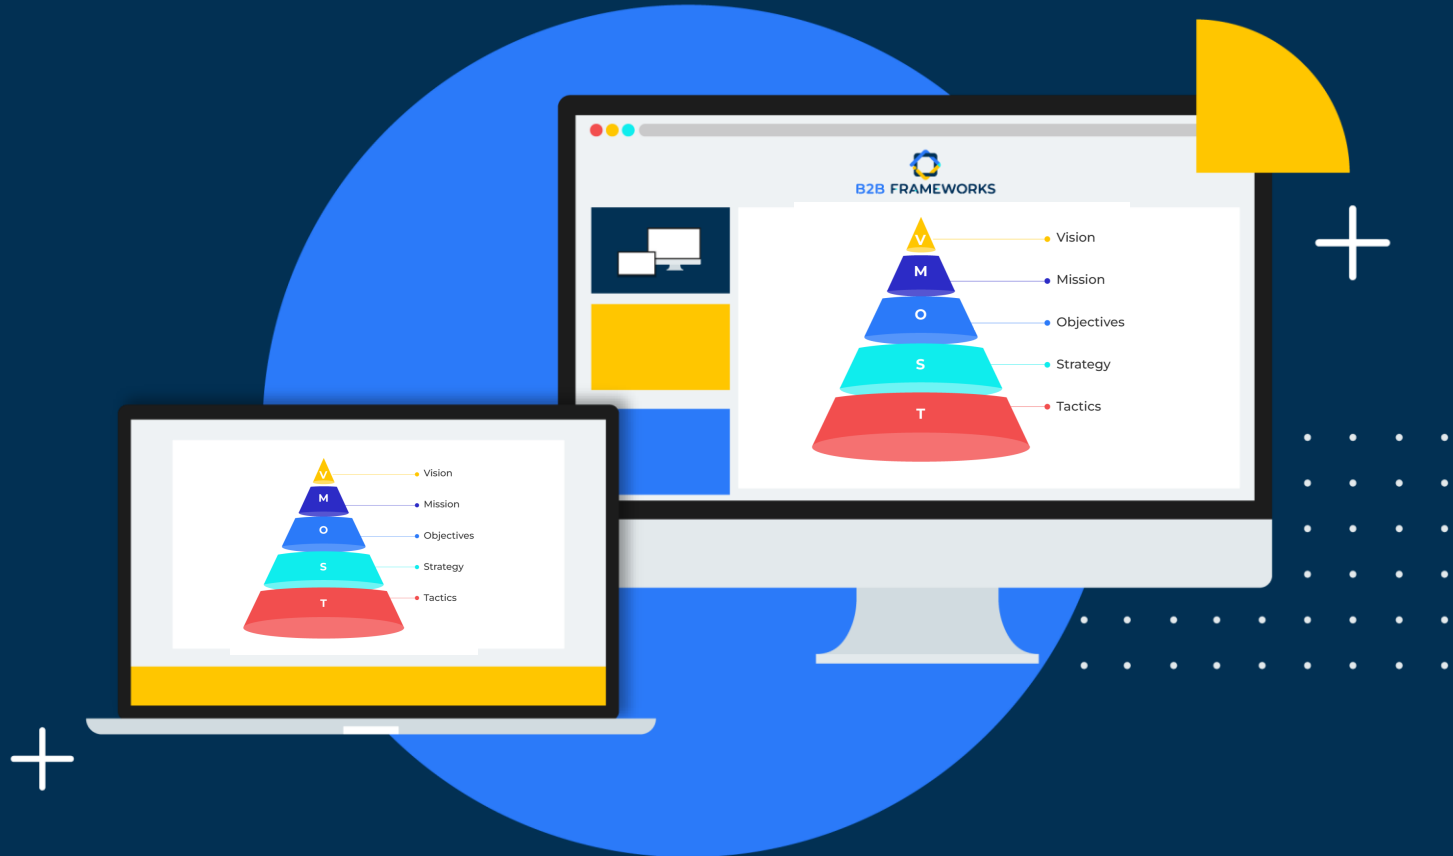 B2B FRAMEWORKS
V
Vision
M
Mission
O
Objectives
S
Strategy
T
Tactics
V
Vision
M
Mission
O
Objectives
S
Strategy
T
Tactics